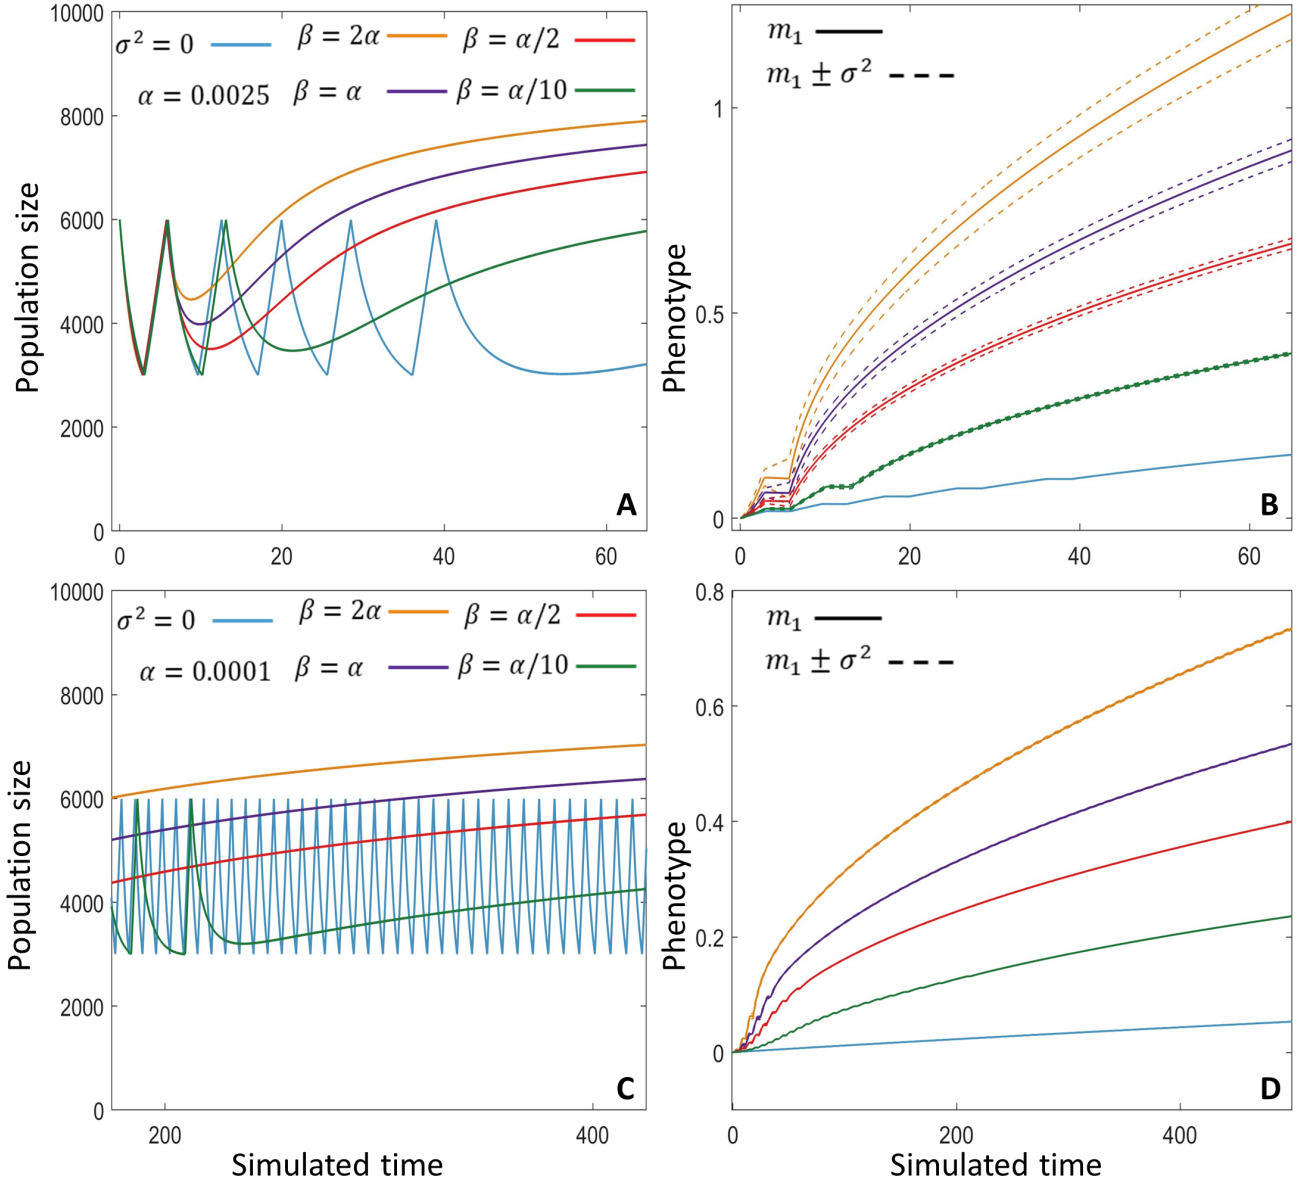 10000
σ² = 0 β = 2α β = α/2
α = 0.0025 β = α β = α/10
8000
6000
4000
2000
0
Population size
0 20 40 60
A
m₁
m₁ ± σ²
1
0.5
0
Phenotype
0 20 40 60
B
10000
σ² = 0 β = 2α β = α/2
α = 0.0001 β = α β = α/10
8000
6000
4000
2000
0
Population size
200 400
Simulated time
C
0.8
m₁
m₁ ± σ²
0.6
0.4
0.2
0
Phenotype
0 200 400
Simulated time
D